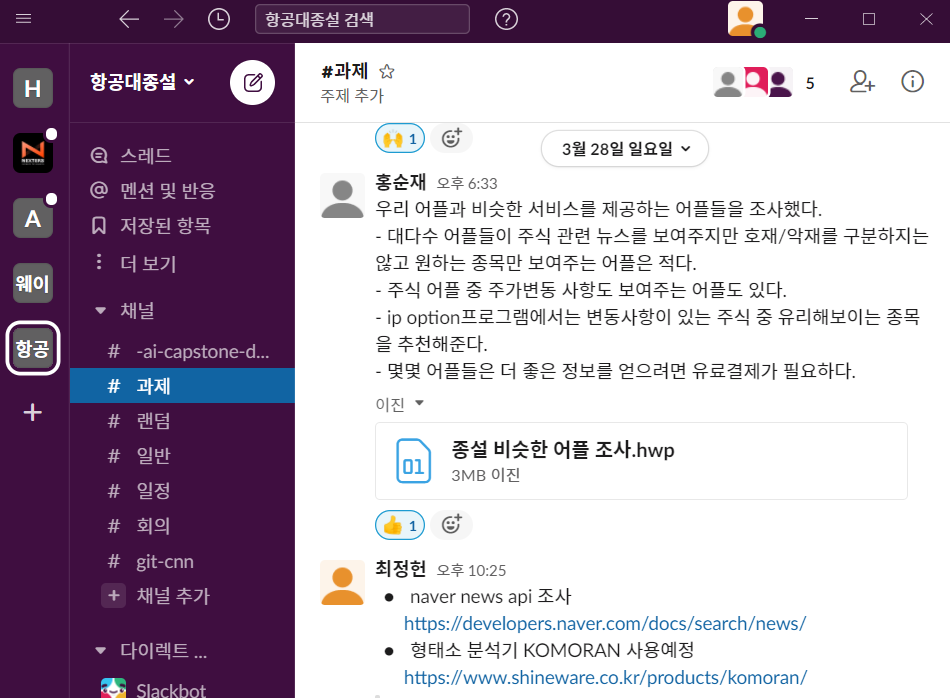 항공대종설 검색
H
NEXTERS
A
웨이
항공
항공대종설
스레드
@ 멘션 및 반응
저장된 항목
더 보기
채널
# -ai-capstone-d...
# 과제
# 랜덤
# 일반
# 일정
# 회의
# git-cnn
+ 채널 추가
다이렉트 ...
Slackbot
#과제
주제 추가
5
1
3월 28일 일요일
홍순재 오후 6:33
우리 어플과 비슷한 서비스를 제공하는 어플들을 조사했다.
- 대다수 어플들이 주식 관련 뉴스를 보여주지만 호재/악재를 구분하지는
않고 원하는 종목만 보여주는 어플은 적다.
- 주식 어플 중 주가변동 사항도 보여주는 어플도 있다.
- ip option프로그램에서는 변동사항이 있는 주식 중 유리해보이는 종목
을 추천해준다.
- 몇몇 어플들은 더 좋은 정보를 얻으려면 유료결제가 필요하다.
이진
01
종설 비슷한 어플 조사.hwp
3MB 이진
1
최정헌 오후 10:25
• naver news api 조사
https://developers.naver.com/docs/search/news/
• 형태소 분석기 KOMORAN 사용예정
https://www.shineware.co.kr/products/komoran/